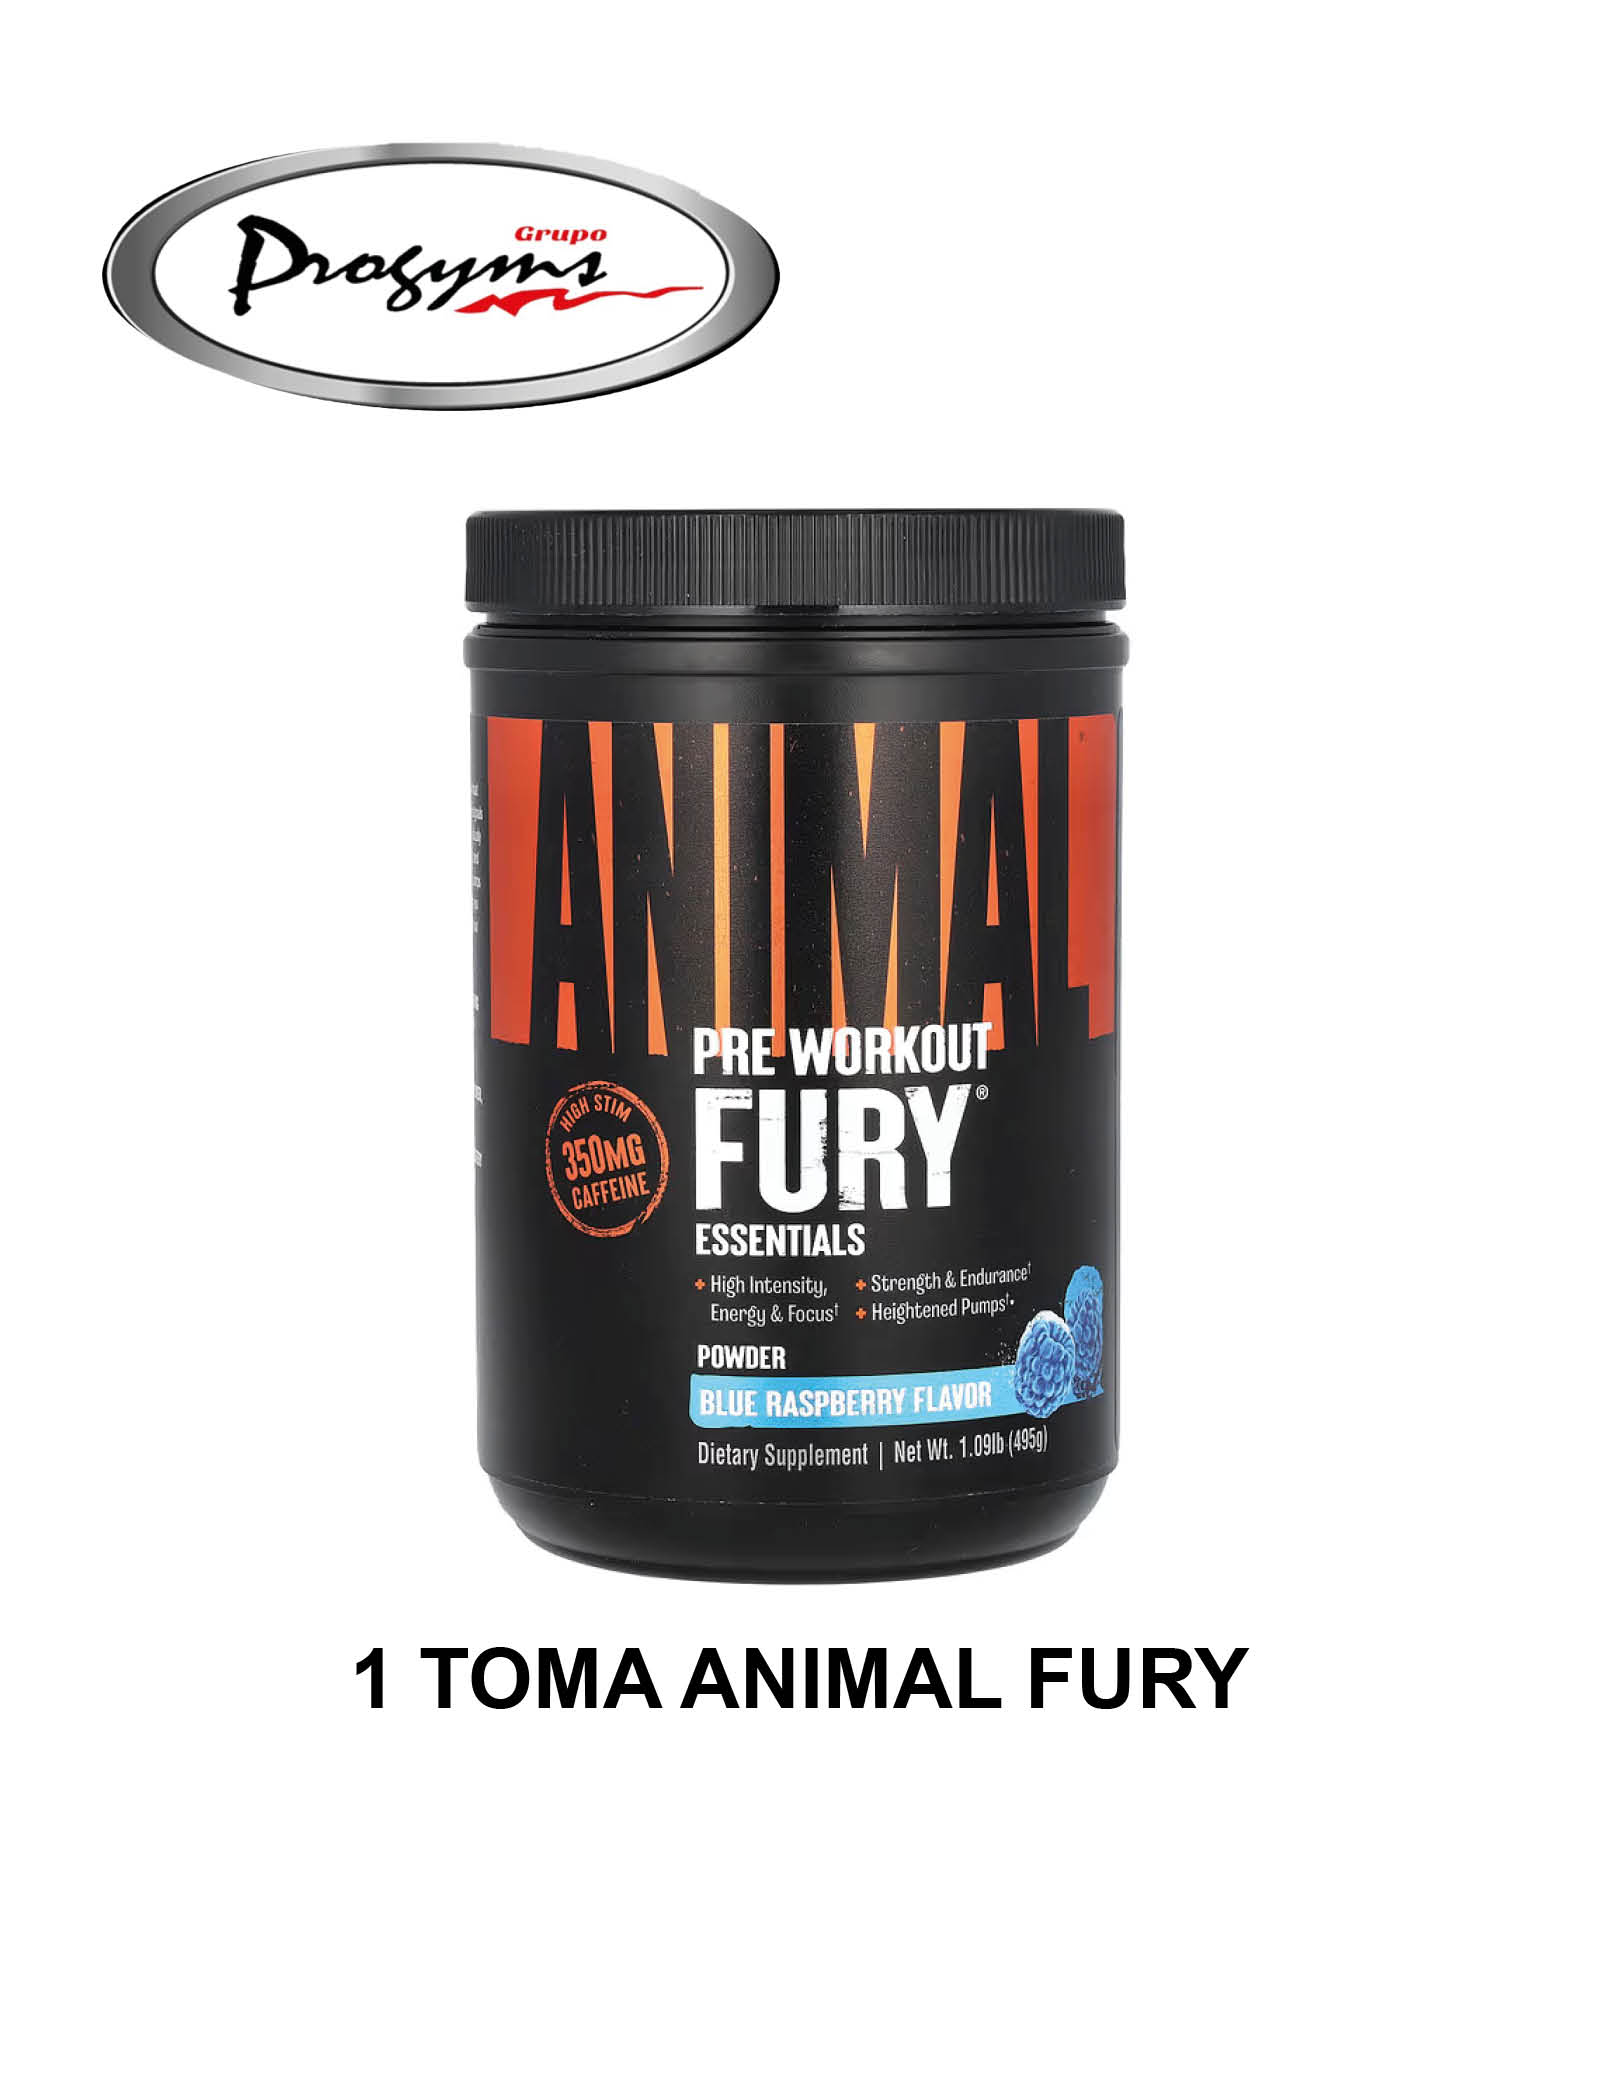 Grupo
Progyms
ANIMAL
PRE WORKOUT
FURY®
ESSENTIALS
HIGH STIM
350MG
CAFFEINE
+ High Intensity,
Energy & Focus†
+ Strength & Endurance†
+ Heightened Pumps†•
POWDER
BLUE RASPBERRY FLAVOR
Dietary Supplement | Net Wt. 1.09lb (495g)
1 TOMA ANIMAL FURY